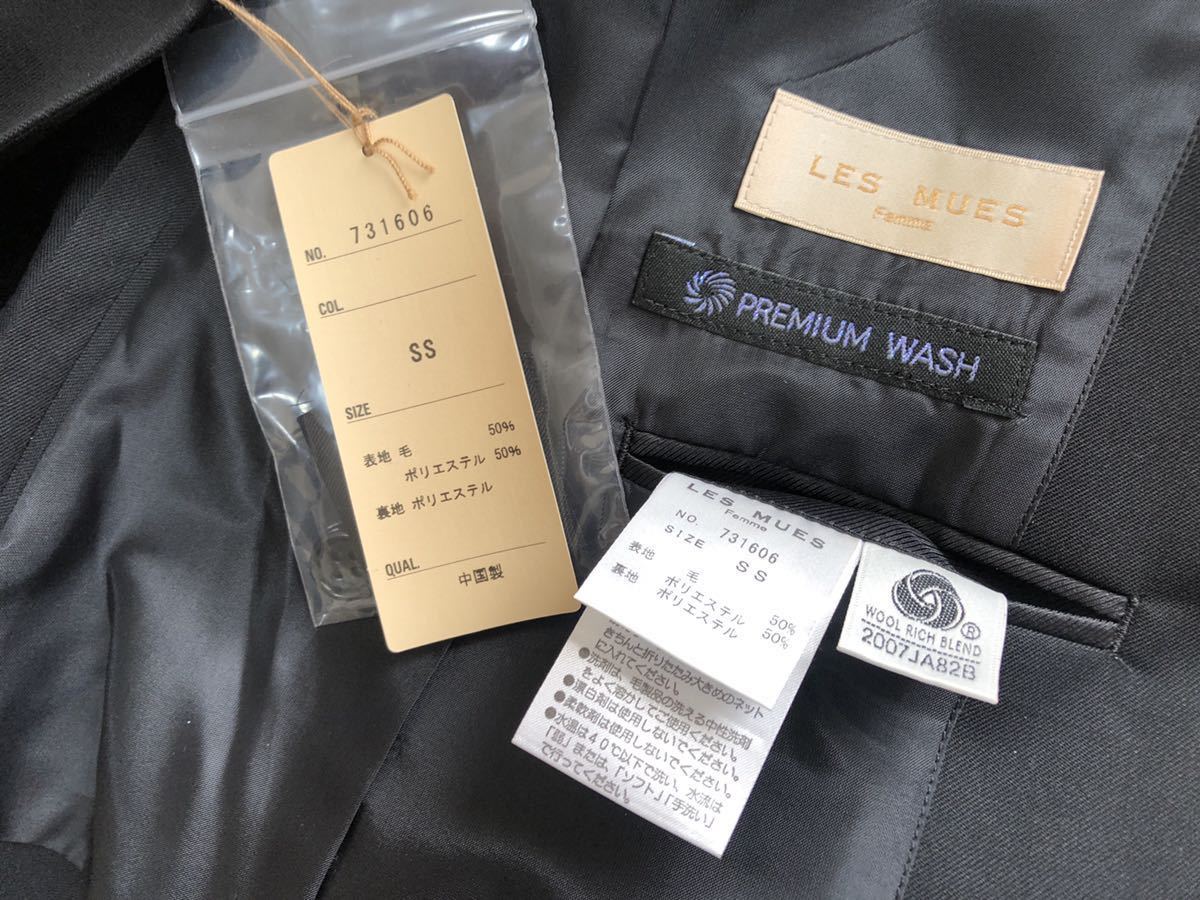 NO. 731606
COL.
SS
SIZE
表地 毛 50%
ポリエステル 50%
裏地 ポリエステル
QUAL.
中国製
LES MUES
Femme
PREMIUM WASH
LES MUES
Femme
NO. 731606
SIZE SS
表地 毛 50%
ポリエステル 50%
裏地 ポリエステル
きちんと折りたたみ大きめのネット
に入れてください。
●洗剤は、毛製品の洗える中性洗剤
をよく溶かしてご使用ください。
●漂白剤は使用しないでください。
●柔軟剤は使用しないでください。
●水温は40℃以下で洗い、水流は
「弱」または、「ソフト」「手洗い」
で行ってください。
WOOL RICH BLEND
®
2007JA82B